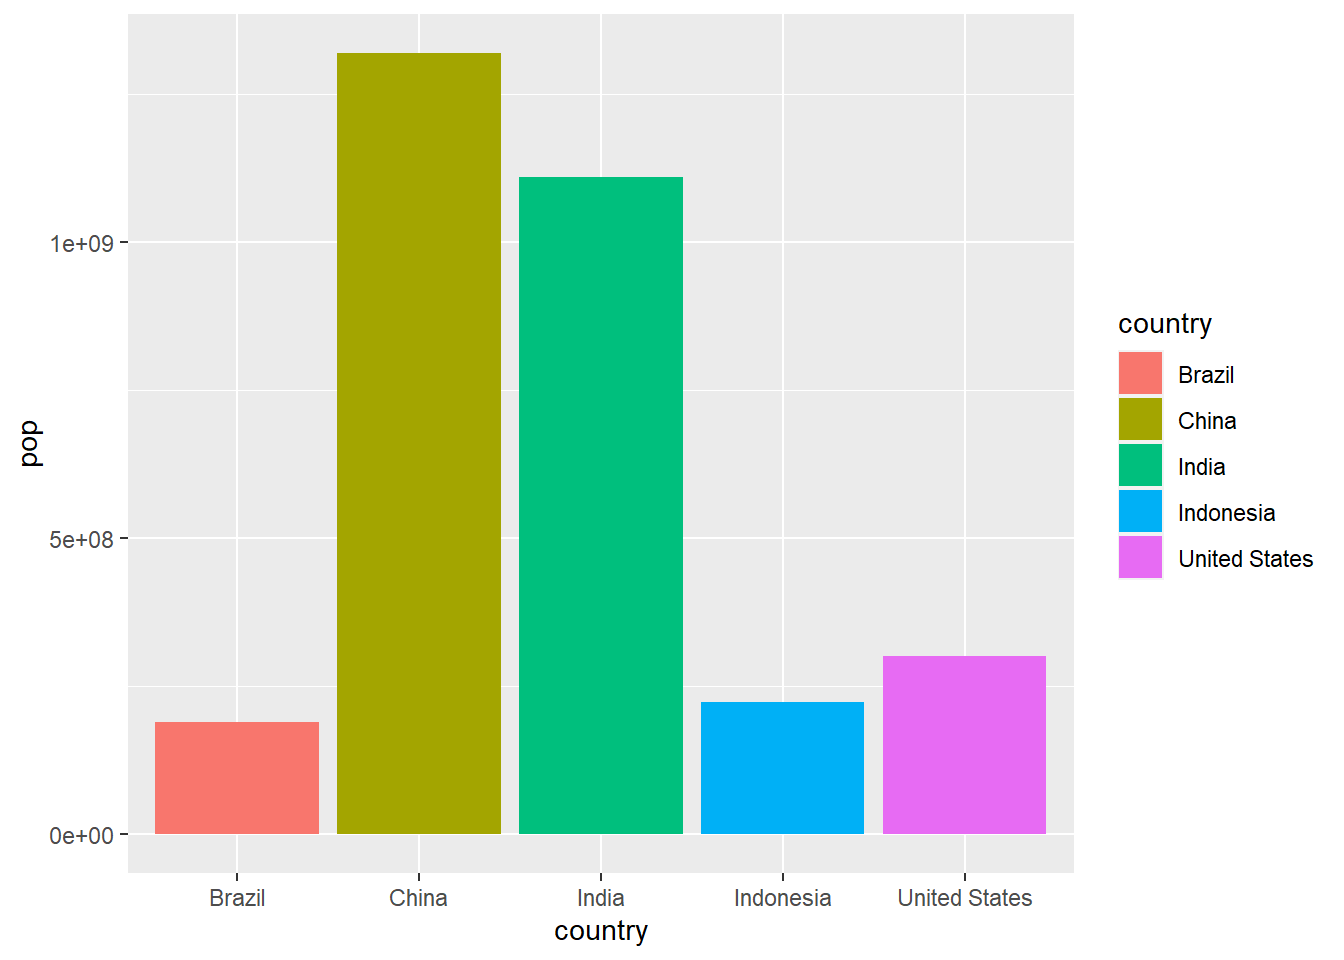 pop
1e+09
5e+08
0e+00
Brazil
China
India
Indonesia
United States
country
country
Brazil
China
India
Indonesia
United States